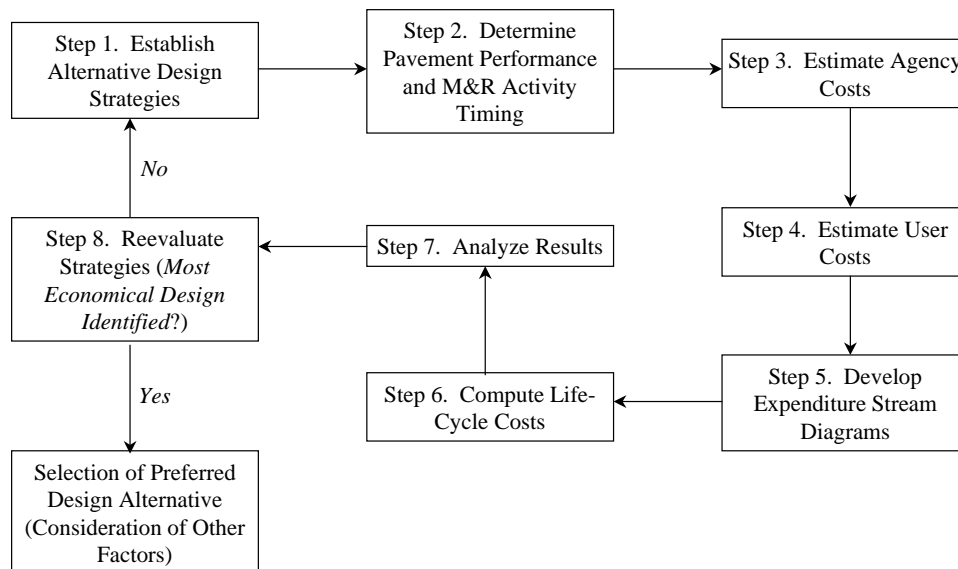 Step 1. Establish
Alternative Design
Strategies
Step 2. Determine
Pavement Performance
and M&R Activity
Timing
Step 3. Estimate Agency
Costs
Step 4. Estimate User
Costs
Step 5. Develop
Expenditure Stream
Diagrams
Step 6. Compute Life-
Cycle Costs
Step 7. Analyze Results
Step 8. Reevaluate
Strategies (Most
Economical Design
Identified?)
No
Yes
Selection of Preferred
Design Alternative
(Consideration of Other
Factors)